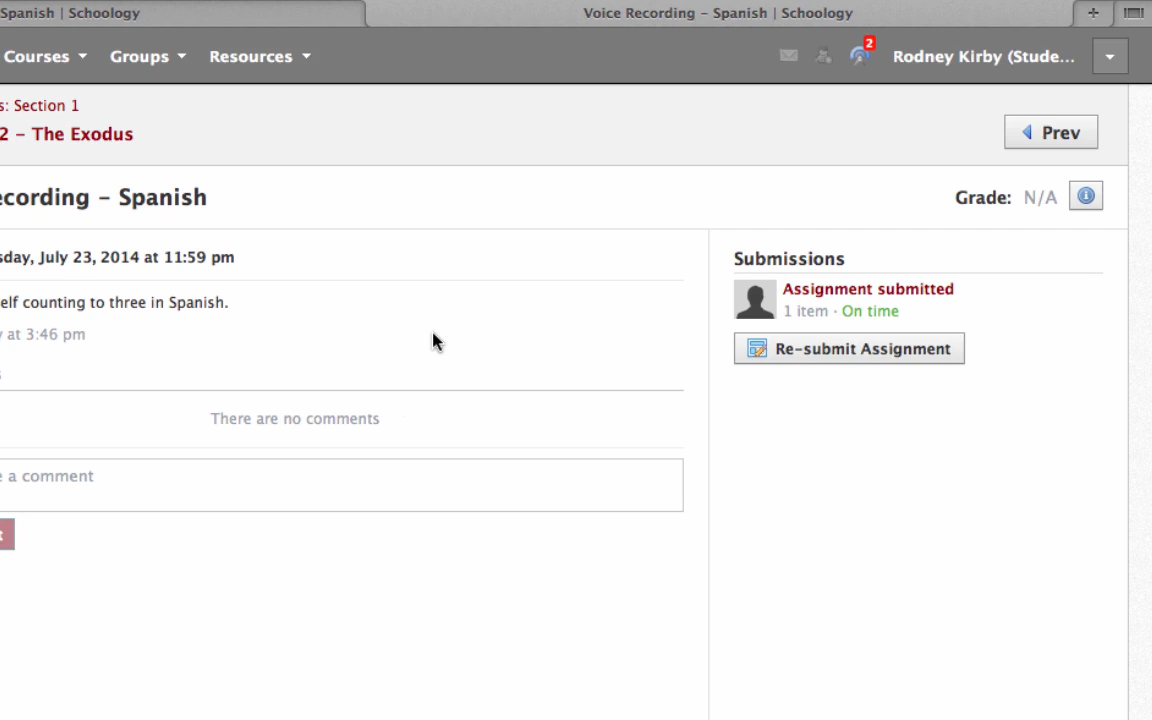 Spanish | Schoology
Voice Recording – Spanish | Schoology
Courses
Groups
Resources
2
Rodney Kirby (Stude...
s: Section 1
2 – The Exodus
Prev
ecording – Spanish
Grade: N/A
sday, July 23, 2014 at 11:59 pm
elf counting to three in Spanish.
y at 3:46 pm
s
There are no comments
e a comment
t
Submissions
Assignment submitted
1 item · On time
Re-submit Assignment